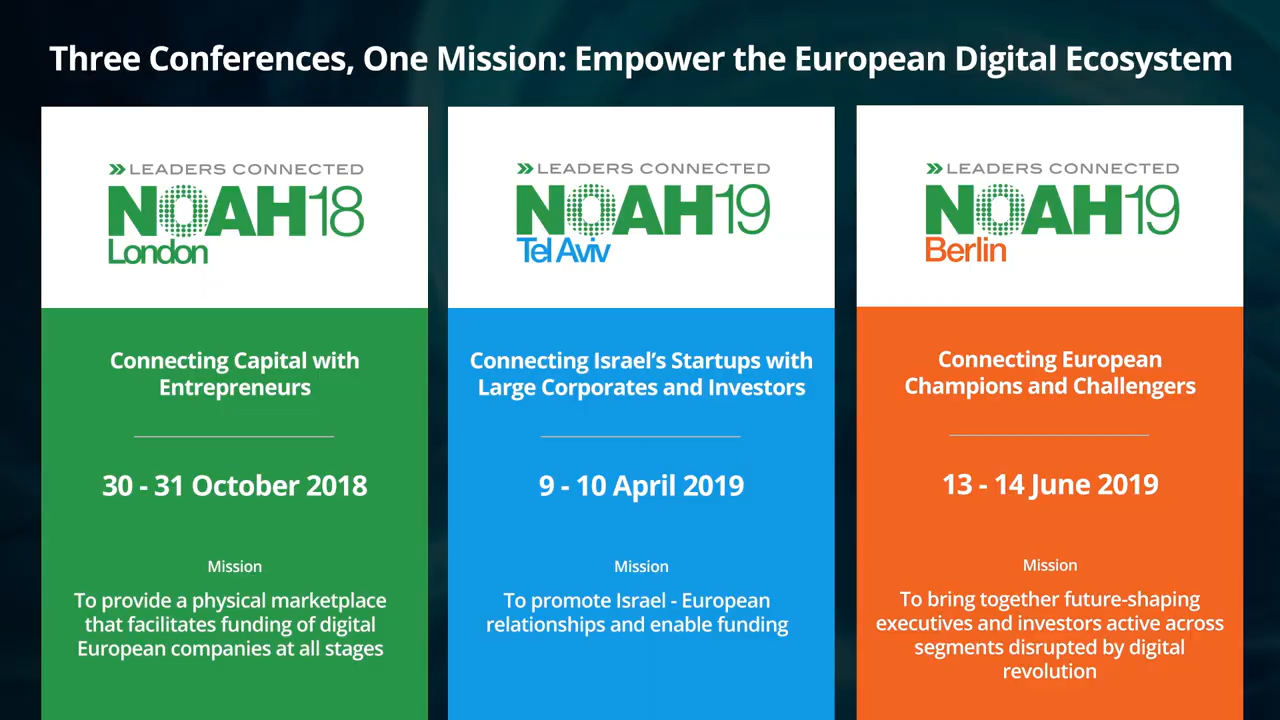 Three Conferences, One Mission: Empower the European Digital Ecosystem
LEADERS CONNECTED
NOAH18
London
Connecting Capital with
Entrepreneurs
30 - 31 October 2018
Mission
To provide a physical marketplace
that facilitates funding of digital
European companies at all stages
LEADERS CONNECTED
NOAH19
Tel Aviv
Connecting Israel's Startups with
Large Corporates and Investors
9 - 10 April 2019
Mission
To promote Israel - European
relationships and enable funding
LEADERS CONNECTED
NOAH19
Berlin
Connecting European
Champions and Challengers
13 - 14 June 2019
Mission
To bring together future-shaping
executives and investors active across
segments disrupted by digital
revolution